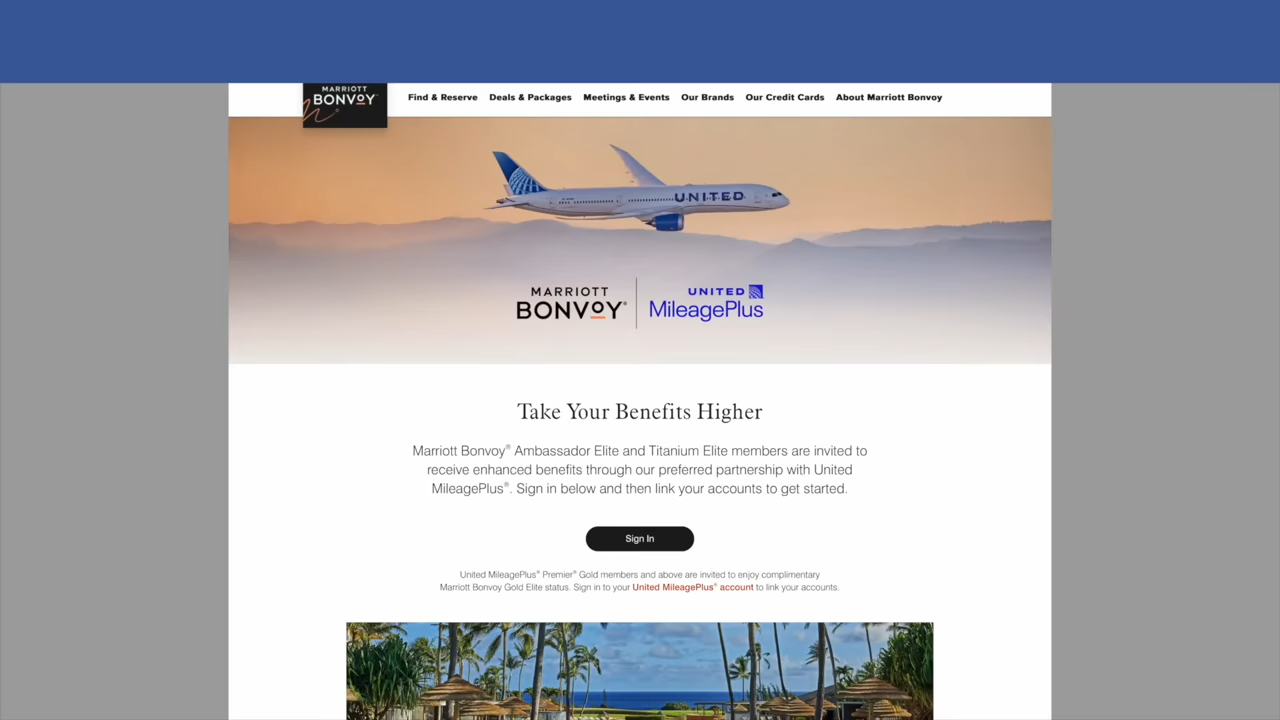 MARRIOTT
BONVOY
Find & Reserve Deals & Packages Meetings & Events Our Brands Our Credit Cards About Marriott Bonvoy
UNITED
MARRIOTT
BONVOY®
UNITED
MileagePlus
Take Your Benefits Higher
Marriott Bonvoy® Ambassador Elite and Titanium Elite members are invited to
receive enhanced benefits through our preferred partnership with United
MileagePlus®. Sign in below and then link your accounts to get started.
Sign In
United MileagePlus® Premier® Gold members and above are invited to enjoy complimentary
Marriott Bonvoy Gold Elite status. Sign in to your United MileagePlus® account to link your accounts.